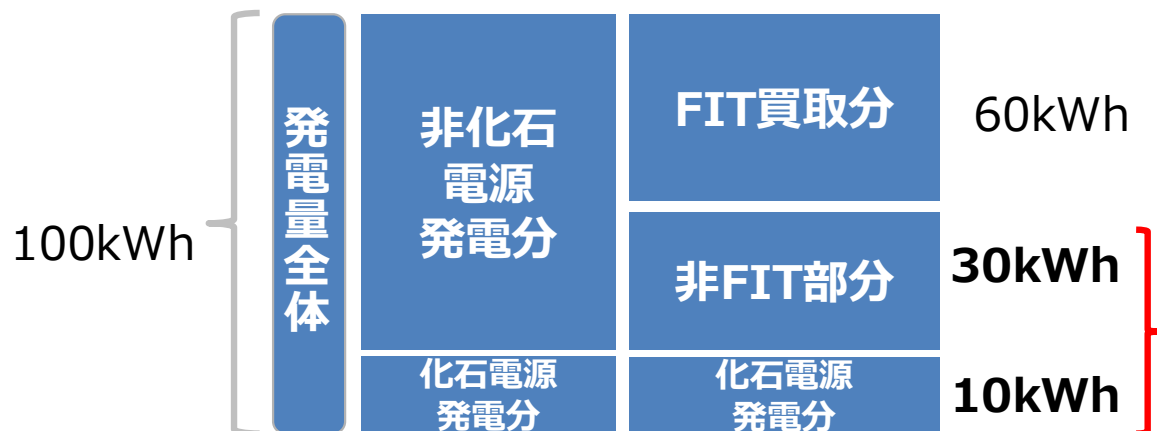 100kWh
発電量全体
非化石
電源
発電分
化石電源
発電分
FIT買取分
非FIT部分
化石電源
発電分
60kWh
30kWh
10kWh